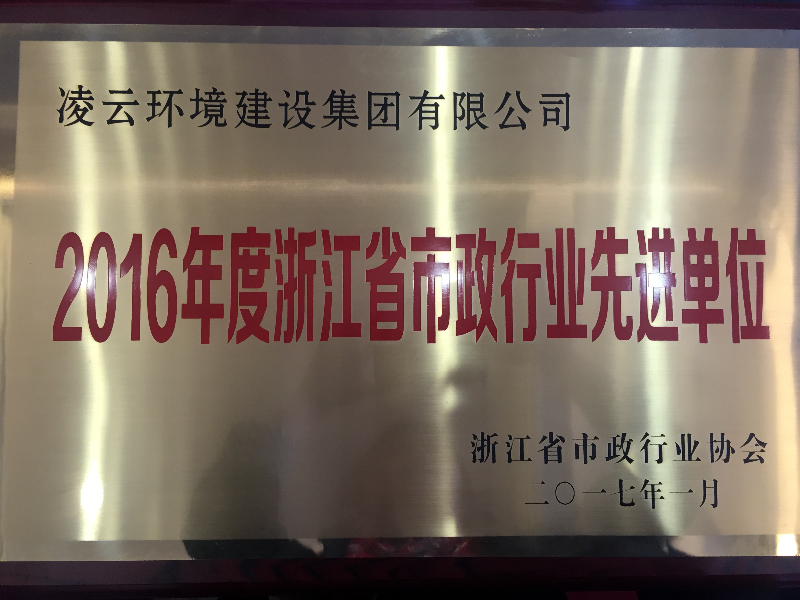 凌云环境建设集团有限公司
2016年度浙江省市政行业先进单位
浙江省市政行业协会
二〇一七年一月